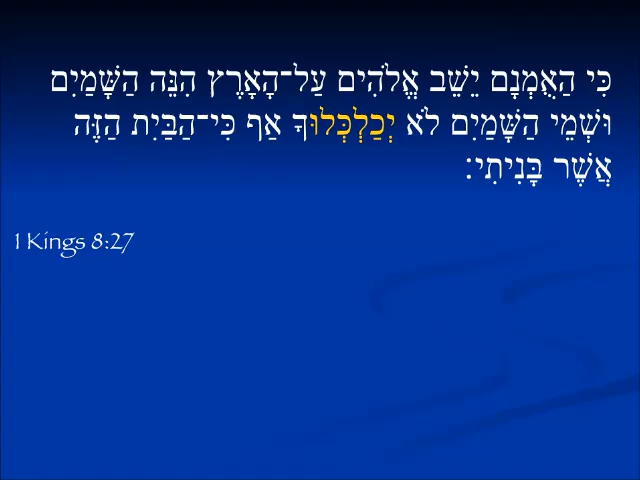 כִּי הַאֻמְנָם יֵשֵׁב אֱלֹהִים עַל־הָאָרֶץ הִנֵּה הַשָּׁמַיִם
וּשְׁמֵי הַשָּׁמַיִם לֹא יְכַלְכְּלוּךָ אַף כִּי־הַבַּיִת הַזֶּה
אֲשֶׁר בָּנִיתִי׃
1 Kings 8:27